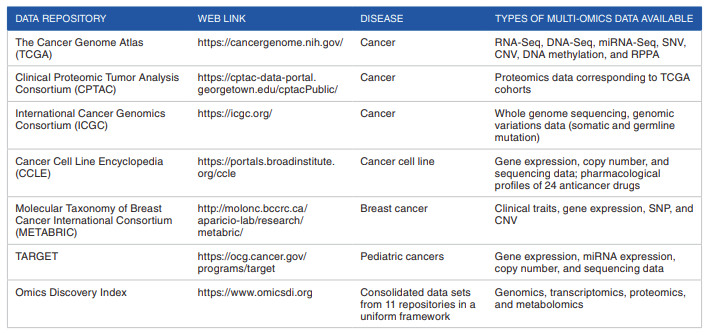 DATA REPOSITORY WEB LINK DISEASE TYPES OF MULTI-OMICS DATA AVAILABLE
The Cancer Genome Atlas https://cancergenome.nih.gov/ Cancer RNA-Seq, DNA-Seq, miRNA-Seq, SNV,
(TCGA) CNV, DNA methylation, and RPPA
Clinical Proteomic Tumor Analysis https://cptac-data-portal. Cancer Proteomics data corresponding to TCGA
Consortium (CPTAC) georgetown.edu/cptacPublic/ cohorts
International Cancer Genomics https://icgc.org/ Cancer Whole genome sequencing, genomic
Consortium (ICGC) variations data (somatic and germline
mutation)
Cancer Cell Line Encyclopedia https://portals.broadinstitute. Cancer cell line Gene expression, copy number, and
(CCLE) org/ccle sequencing data; pharmacological
profiles of 24 anticancer drugs
Molecular Taxonomy of Breast http://molonc.bccrc.ca/ Breast cancer Clinical traits, gene expression, SNP, and
Cancer International Consortium aparicio-lab/research/ CNV
(METABRIC) metabric/
TARGET https://ocg.cancer.gov/ Pediatric cancers Gene expression, miRNA expression,
programs/target copy number, and sequencing data
Omics Discovery Index https://www.omicsdi.org Consolidated data sets Genomics, transcriptomics, proteomics,
from 11 repositories in a and metabolomics
uniform framework